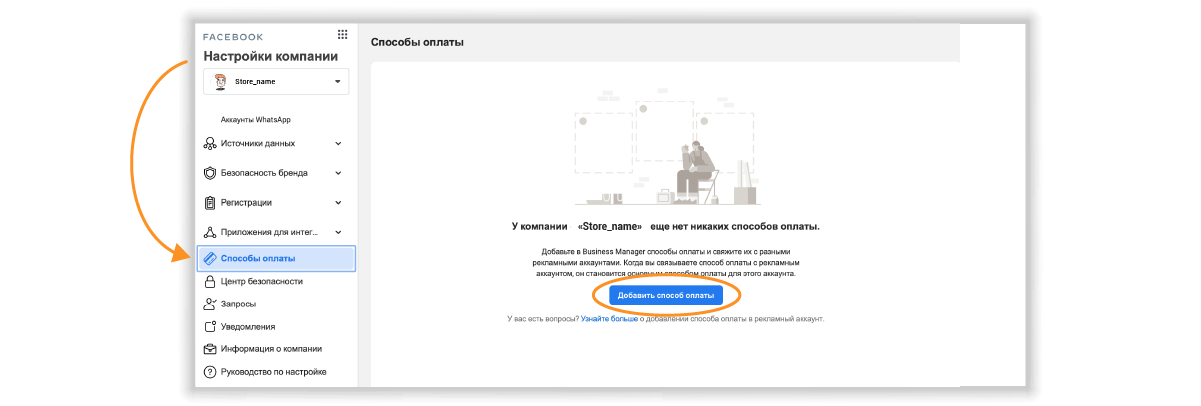 FACEBOOK
Настройки компании
Store_name
Аккаунты WhatsApp
Источники данных
Безопасность бренда
Регистрации
Приложения для интег...
Способы оплаты
Центр безопасности
Запросы
Уведомления
Информация о компании
Руководство по настройке
Способы оплаты
У компании «Store_name» еще нет никаких способов оплаты.
Добавьте в Business Manager способы оплаты и свяжите их с разными
рекламными аккаунтами. Когда вы связываете способ оплаты с рекламным
аккаунтом, он становится основным способом оплаты для этого аккаунта.
Добавить способ оплаты
У вас есть вопросы? Узнайте больше о добавлении способа оплаты в рекламный аккаунт.